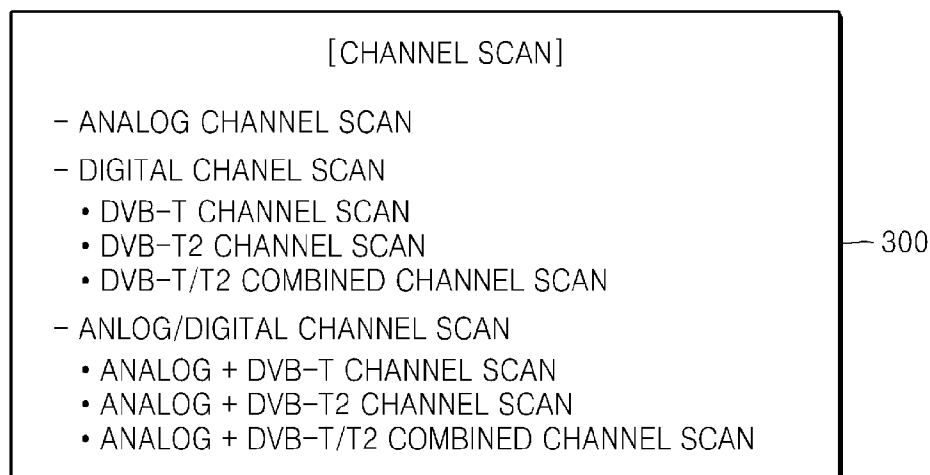 [CHANNEL SCAN]
– ANALOG CHANNEL SCAN
– DIGITAL CHANEL SCAN
• DVB-T CHANNEL SCAN
• DVB-T2 CHANNEL SCAN
• DVB-T/T2 COMBINED CHANNEL SCAN
300
– ANLOG/DIGITAL CHANNEL SCAN
• ANALOG + DVB-T CHANNEL SCAN
• ANALOG + DVB-T2 CHANNEL SCAN
• ANALOG + DVB-T/T2 COMBINED CHANNEL SCAN